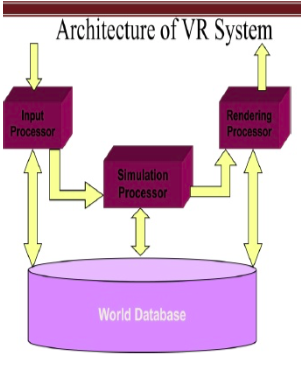 Architecture of VR System
Input
Processor
Rendering
Processor
Simulation
Processor
World Database